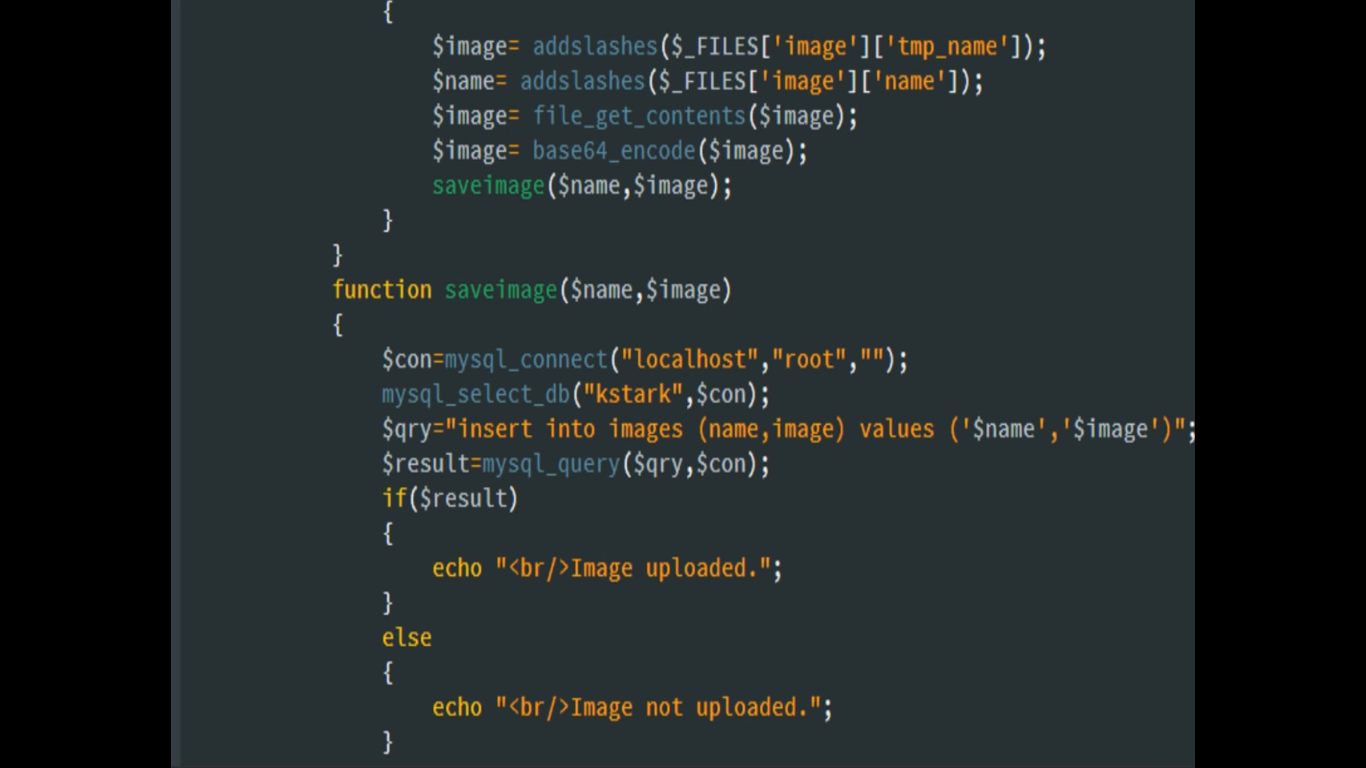 {
$image= addslashes($_FILES['image']['tmp_name']);
$name= addslashes($_FILES['image']['name']);
$image= file_get_contents($image);
$image= base64_encode($image);
saveimage($name,$image);
}
}
function saveimage($name,$image)
{
$con=mysql_connect("localhost","root","");
mysql_select_db("kstark",$con);
$qry="insert into images (name,image) values ('$name','$image')";
$result=mysql_query($qry,$con);
if($result)
{
echo "<br/>Image uploaded.";
}
else
{
echo "<br/>Image not uploaded.";
}